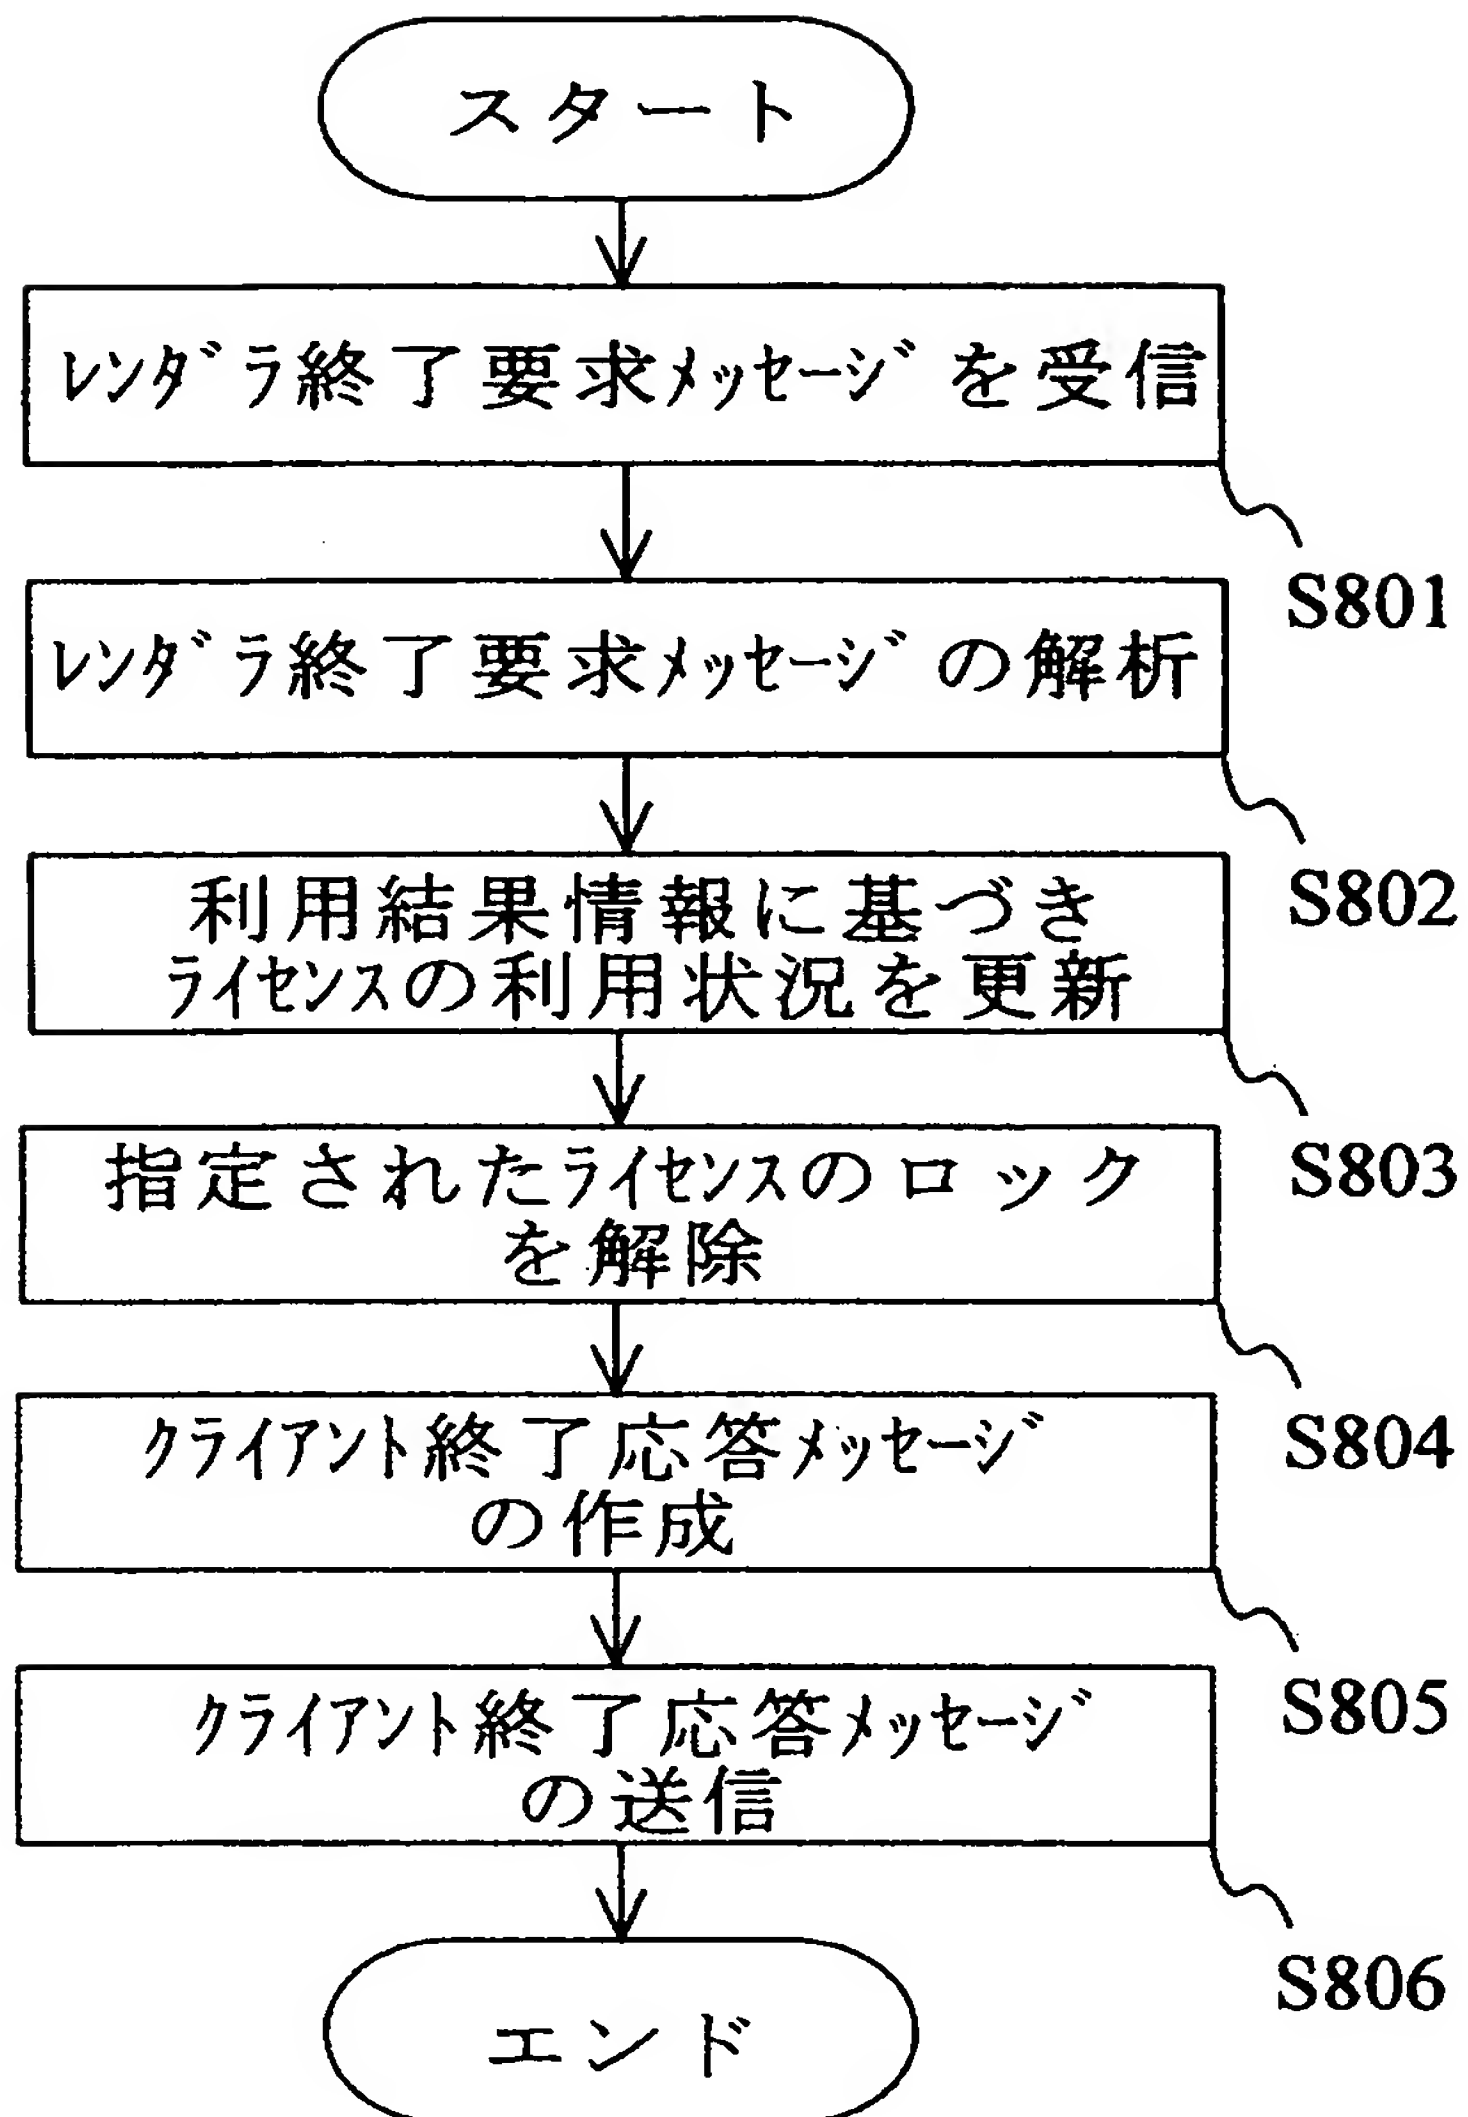 スタート
ﾚﾝﾀﾞﾗ終了要求ﾒｯｾｰｼﾞを受信
S801
ﾚﾝﾀﾞﾗ終了要求ﾒｯｾｰｼﾞの解析
S802
利用結果情報に基づき
ﾗｲｾﾝｽの利用状況を更新
S803
指定されたﾗｲｾﾝｽのロック
を解除
S804
ｸﾗｲｱﾝﾄ終了応答ﾒｯｾｰｼﾞ
の作成
S805
ｸﾗｲｱﾝﾄ終了応答ﾒｯｾｰｼﾞ
の送信
S806
エンド